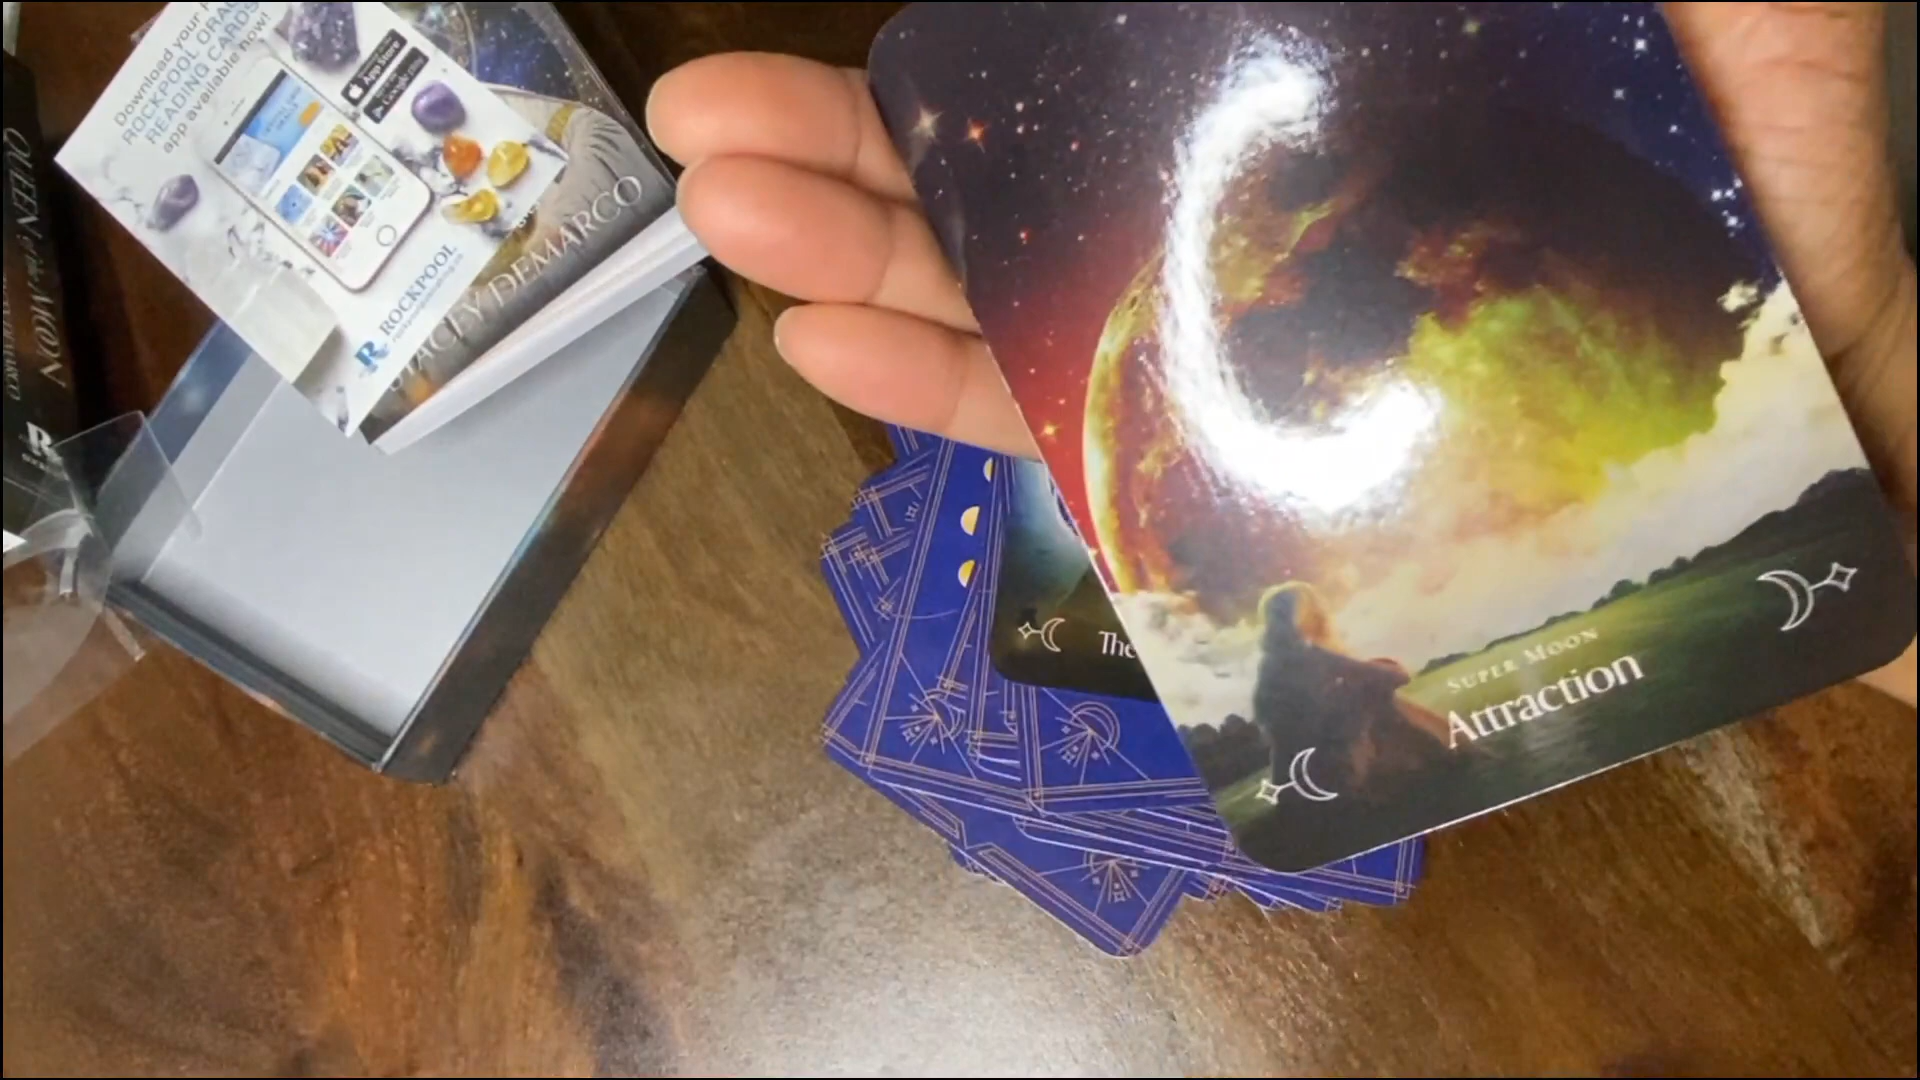 Download your
ROCKPOOL ORAC
READING CARDS
app available now!
App Store
Google play
ROCKPOOL
STACEY DEMARCO
QUEEN of the MOON
The
SUPER MOON
Attraction